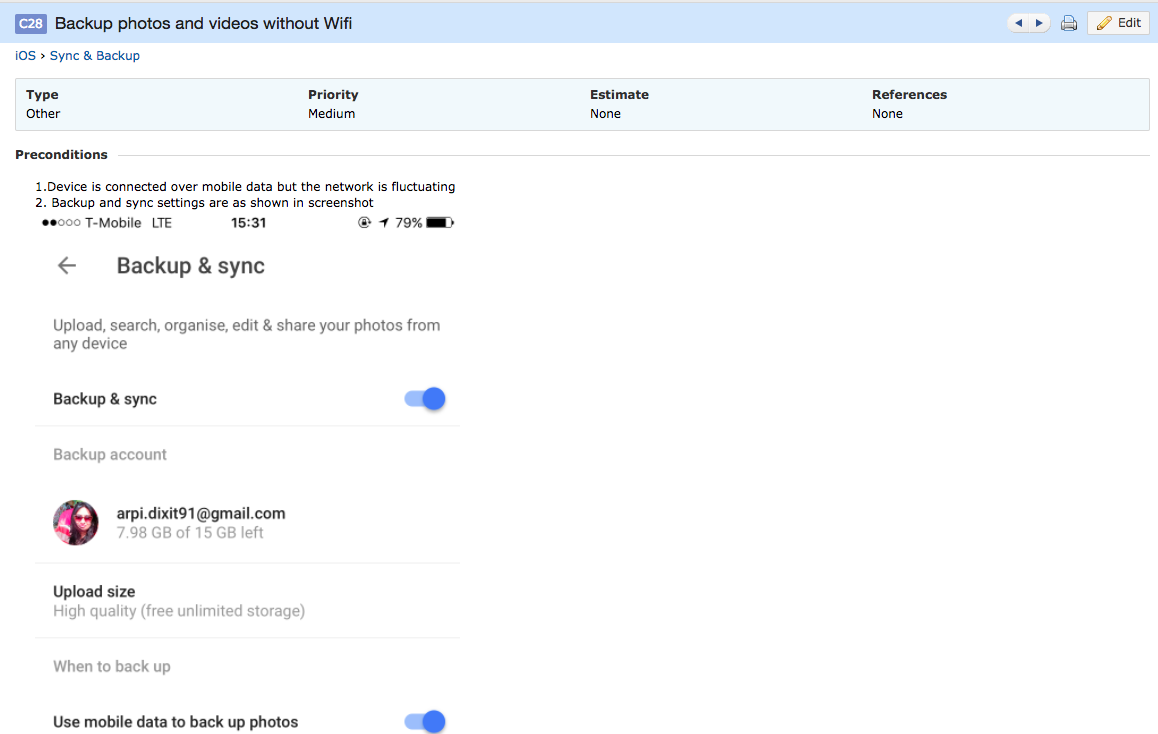 C28 Backup photos and videos without Wifi
Edit
iOS › Sync & Backup
Type Priority Estimate References
Other Medium None None
Preconditions
1.Device is connected over mobile data but the network is fluctuating
2. Backup and sync settings are as shown in screenshot
T-Mobile LTE 15:31 79%
Backup & sync
Upload, search, organise, edit & share your photos from
any device
Backup & sync
Backup account
arpi.dixit91@gmail.com
7.98 GB of 15 GB left
Upload size
High quality (free unlimited storage)
When to back up
Use mobile data to back up photos